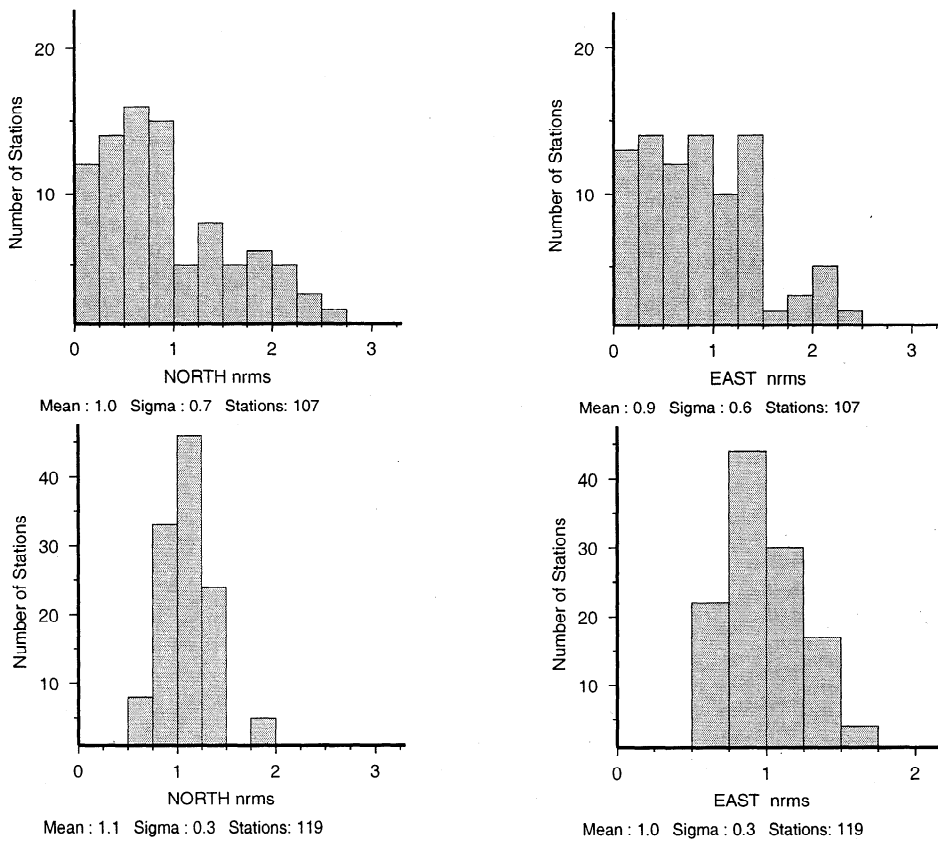 20
10
Number of Stations
0 1 2 3
NORTH nrms
Mean : 1.0 Sigma : 0.7 Stations: 107
20
10
Number of Stations
0 1 2 3
EAST nrms
Mean : 0.9 Sigma : 0.6 Stations: 107
40
30
20
10
Number of Stations
0 1 2 3
NORTH nrms
Mean : 1.1 Sigma : 0.3 Stations: 119
40
30
20
10
Number of Stations
0 1 2
EAST nrms
Mean : 1.0 Sigma : 0.3 Stations: 119